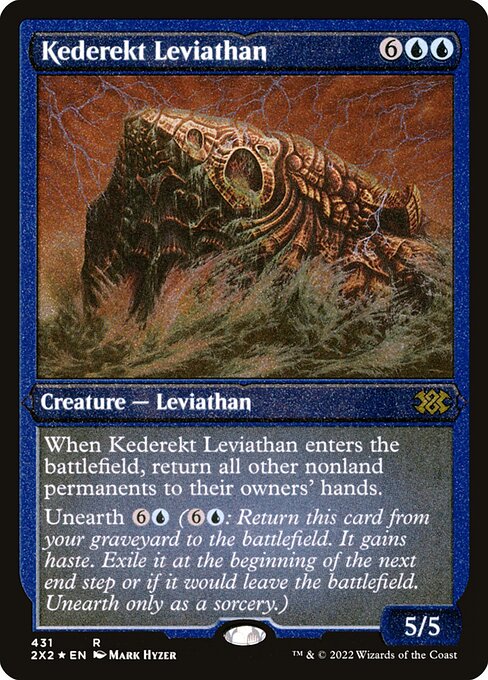 Kederekt Leviathan 6
Creature — Leviathan
When Kederekt Leviathan enters the
battlefield, return all other nonland
permanents to their owners' hands.
Unearth 6 (6: Return this card from
your graveyard to the battlefield. It gains
haste. Exile it at the beginning of the next
end step or if it would leave the battlefield.
Unearth only as a sorcery.)
5/5
431 R
2X2 ★ EN Mark Hyzer
™ & © 2022 Wizards of the Coast